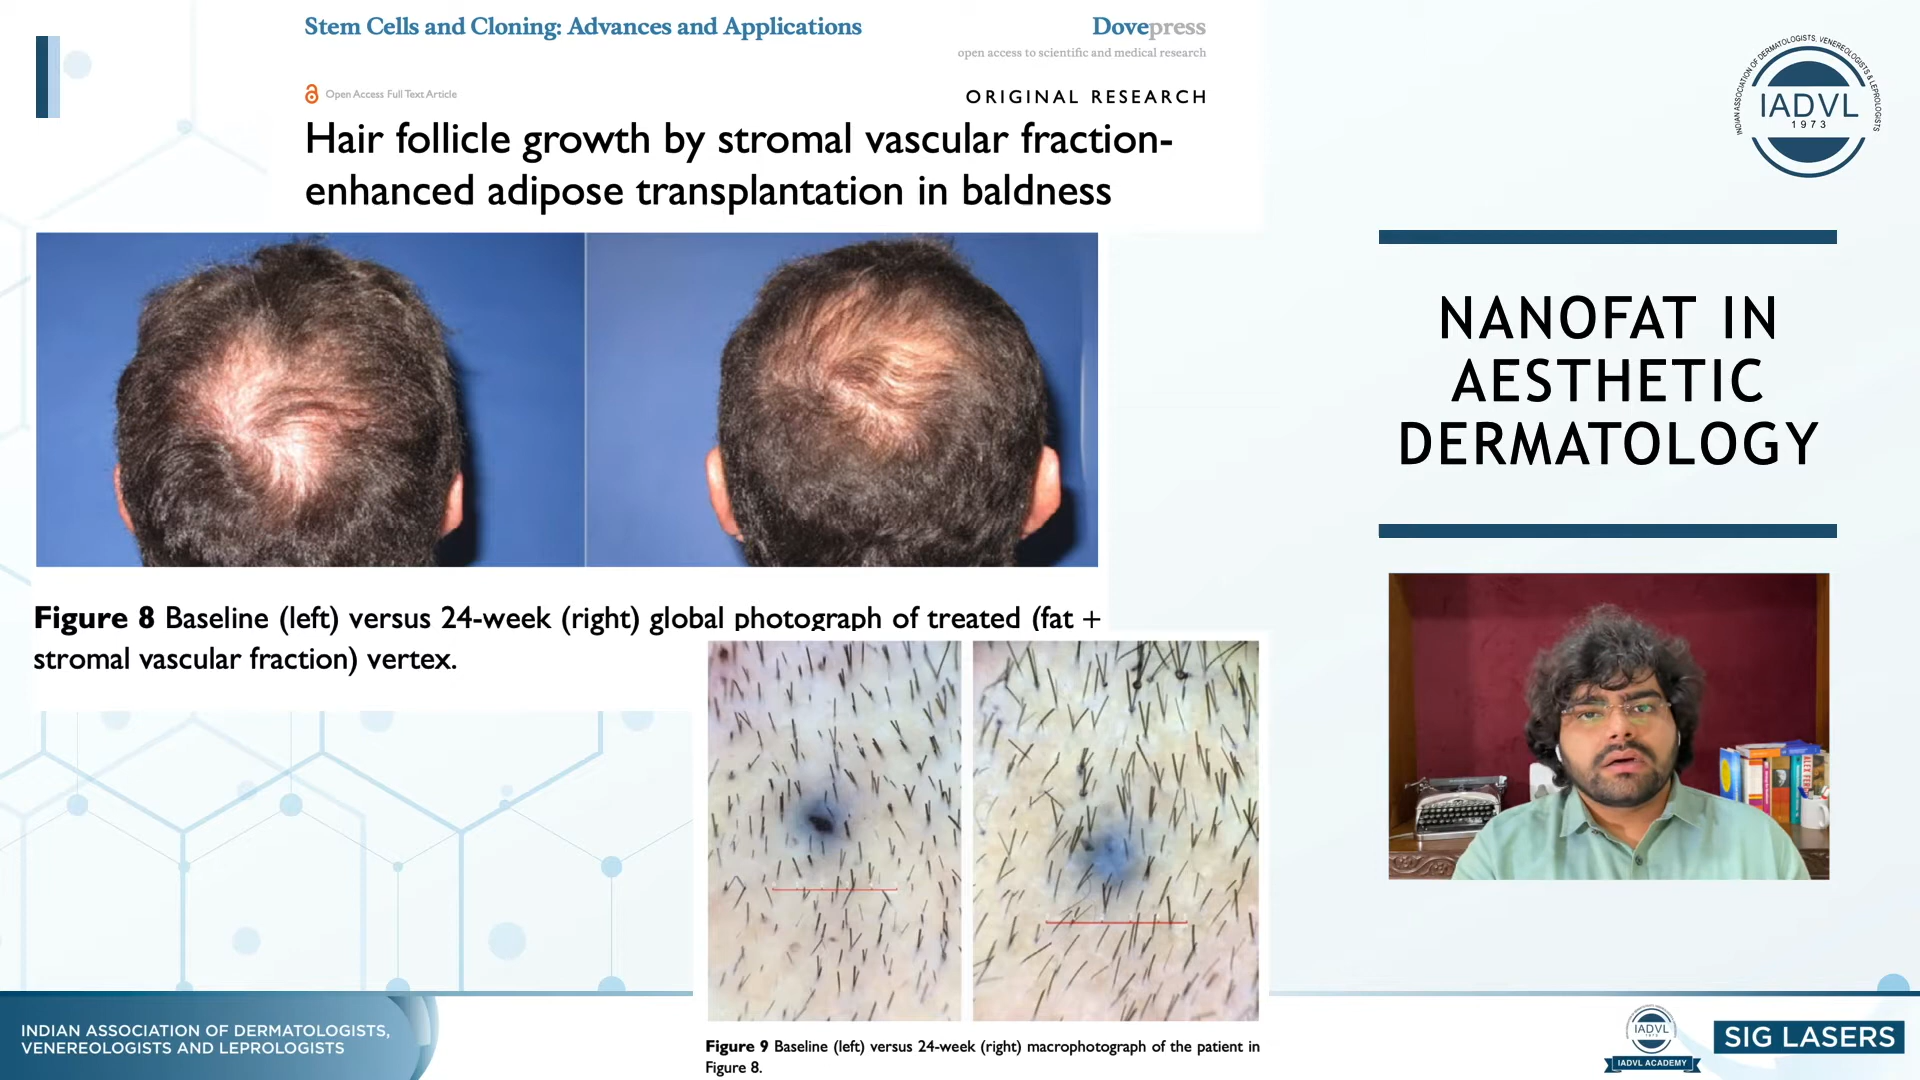 Stem Cells and Cloning: Advances and Applications
Dovepress
open access to scientific and medical research
Open Access Full Text Article
ORIGINAL RESEARCH
Hair follicle growth by stromal vascular fraction-
enhanced adipose transplantation in baldness
Figure 8 Baseline (left) versus 24-week (right) global photograph of treated (fat +
stromal vascular fraction) vertex.
Figure 9 Baseline (left) versus 24-week (right) macrophotograph of the patient in
Figure 8.
INDIAN ASSOCIATION OF DERMATOLOGISTS, VENEREOLOGISTS & LEPROLOGISTS
IADVL
1973
NANOFAT IN
AESTHETIC
DERMATOLOGY
INDIAN ASSOCIATION OF DERMATOLOGISTS,
VENEREOLOGISTS AND LEPROLOGISTS
IADVL
IADVL ACADEMY
SIG LASERS